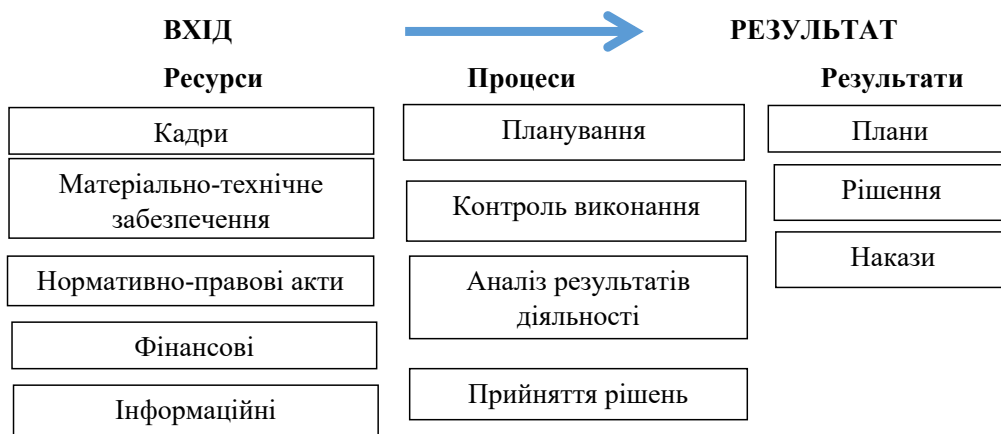 ВХІД
РЕЗУЛЬТАТ
Ресурси
Процеси
Результати
Кадри
Матеріально-технічне
забезпечення
Нормативно-правові акти
Фінансові
Інформаційні
Планування
Контроль виконання
Аналіз результатів
діяльності
Прийняття рішень
Плани
Рішення
Накази